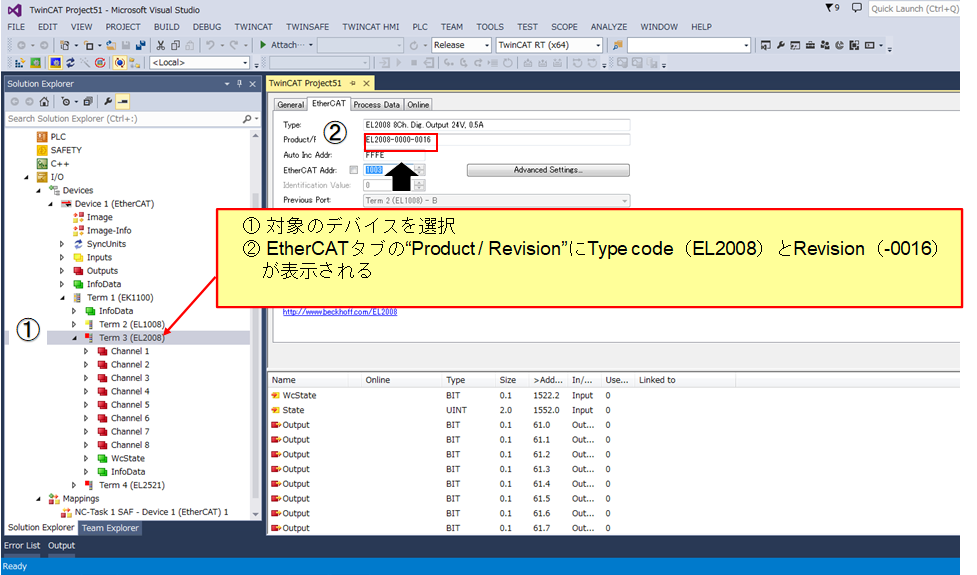 TwinCAT Project51 - Microsoft Visual Studio
9
Quick Launch (Ctrl+Q)
FILE EDIT VIEW PROJECT BUILD DEBUG TWINCAT TWINSAFE TWINCAT HMI PLC TEAM TOOLS TEST SCOPE ANALYZE WINDOW HELP
Attach... Release TwinCAT RT (x64)
<Local>
Solution Explorer
Search Solution Explorer (Ctrl+:)
PLC
SAFETY
C++
I/O
Devices
Device 1 (EtherCAT)
Image
Image-Info
SyncUnits
Inputs
Outputs
InfoData
Term 1 (EK1100)
InfoData
Term 2 (EL1008)
①
Term 3 (EL2008)
Channel 1
Channel 2
Channel 3
Channel 4
Channel 5
Channel 6
Channel 7
Channel 8
WcState
InfoData
Term 4 (EL2521)
Mappings
NC-Task 1 SAF - Device 1 (EtherCAT) 1
Solution Explorer Team Explorer
TwinCAT Project51
General EtherCAT Process Data Online
Type: EL2008 8Ch. Dig. Output 24V, 0.5A
②
Product/ EL2008-0000-0016
Auto Inc Addr: FFFE
EtherCAT Addr: 1003 Advanced Settings...
Identification Value: 0
Previous Port: Term 2 (EL1008) - B
① 対象のデバイスを選択
② EtherCATタブの“Product / Revision”にType code（EL2008）とRevision（-0016）
が表示される
http://www.beckhoff.com/EL2008
Name Online Type Size >Add... In/... Use... Linked to
WcState BIT 0.1 1522.2 Input 0
State UINT 2.0 1552.0 Input 0
Output BIT 0.1 61.0 Out... 0
Output BIT 0.1 61.1 Out... 0
Output BIT 0.1 61.2 Out... 0
Output BIT 0.1 61.3 Out... 0
Output BIT 0.1 61.4 Out... 0
Output BIT 0.1 61.5 Out... 0
Output BIT 0.1 61.6 Out... 0
Output BIT 0.1 61.7 Out... 0
Error List Output
Ready